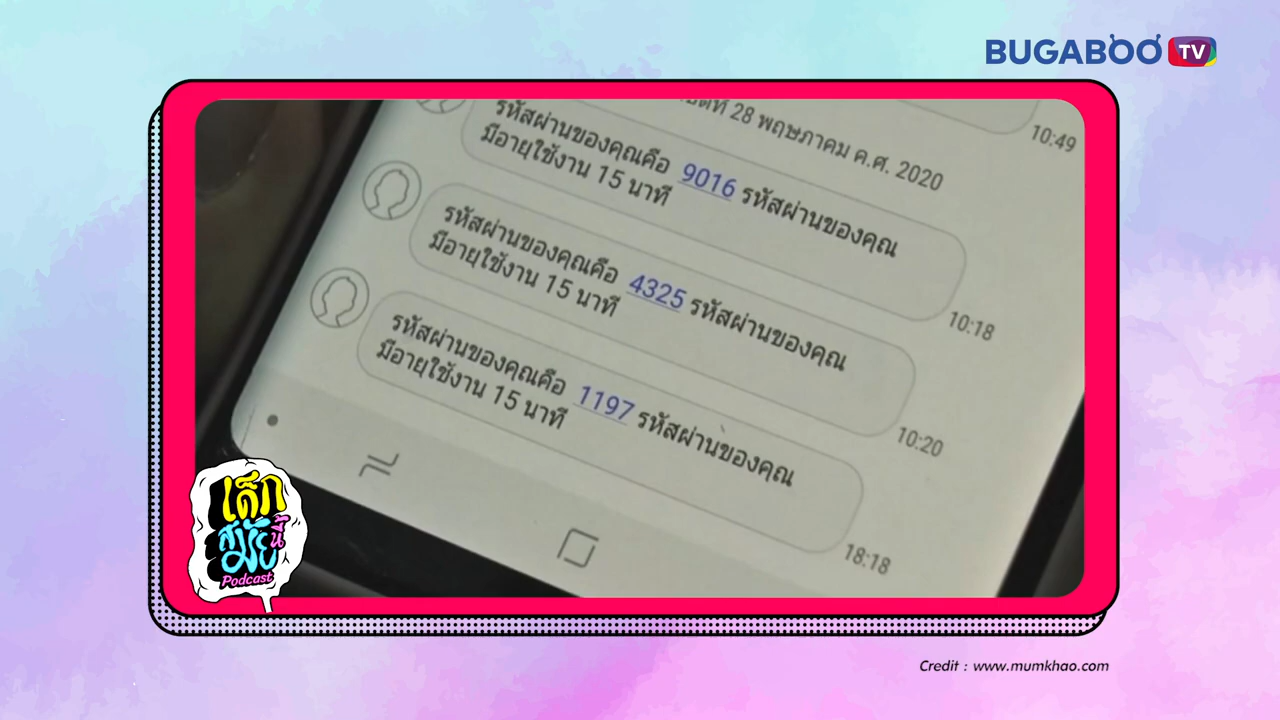 BUGABOO TV
10:49
28 พฤษภาคม ค.ศ. 2020
รหัสผ่านของคุณคือ 9016 รหัสผ่านของคุณ
มีอายุใช้งาน 15 นาที
10:18
รหัสผ่านของคุณคือ 4325 รหัสผ่านของคุณ
มีอายุใช้งาน 15 นาที
10:20
รหัสผ่านของคุณคือ 1197 รหัสผ่านของคุณ
มีอายุใช้งาน 15 นาที
18:18
เด็ก
สมัยนี้
Podcast
Credit : www.mumkhao.com